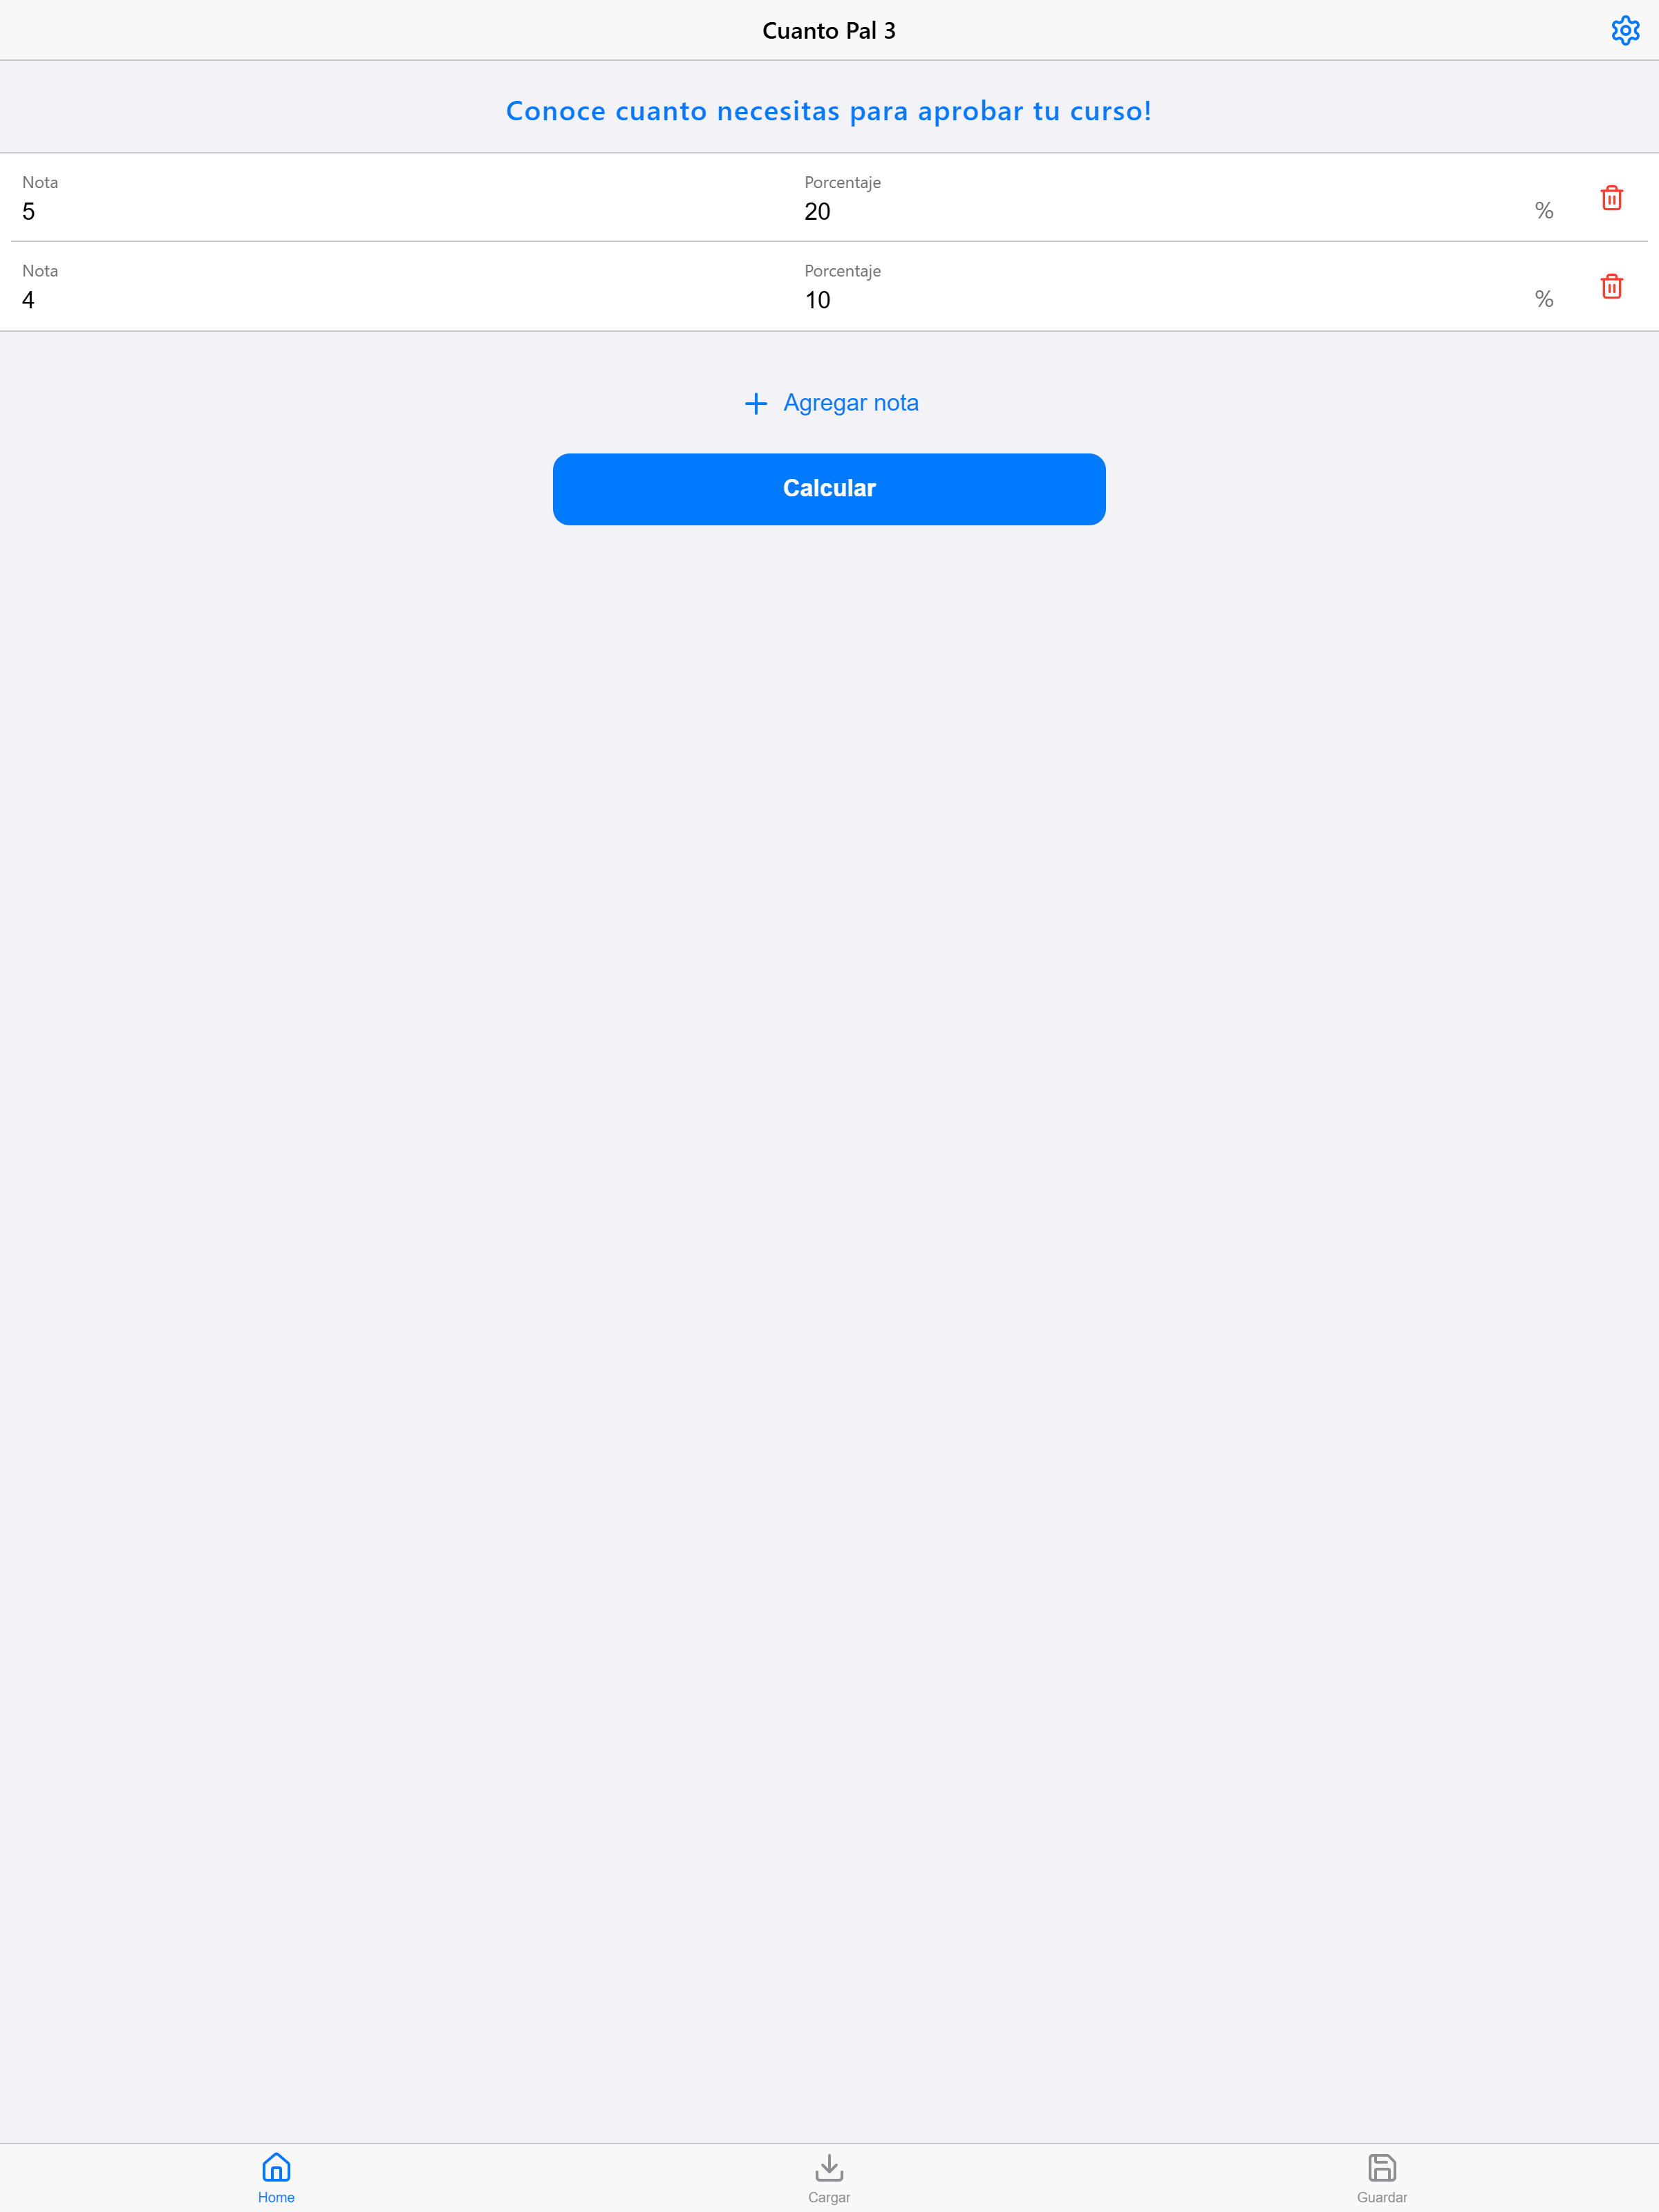 Cuanto Pal 3
Conoce cuanto necesitas para aprobar tu curso!
Nota Porcentaje
5 20 %
Nota Porcentaje
4 10 %
Agregar nota
Calcular
Home Cargar Guardar